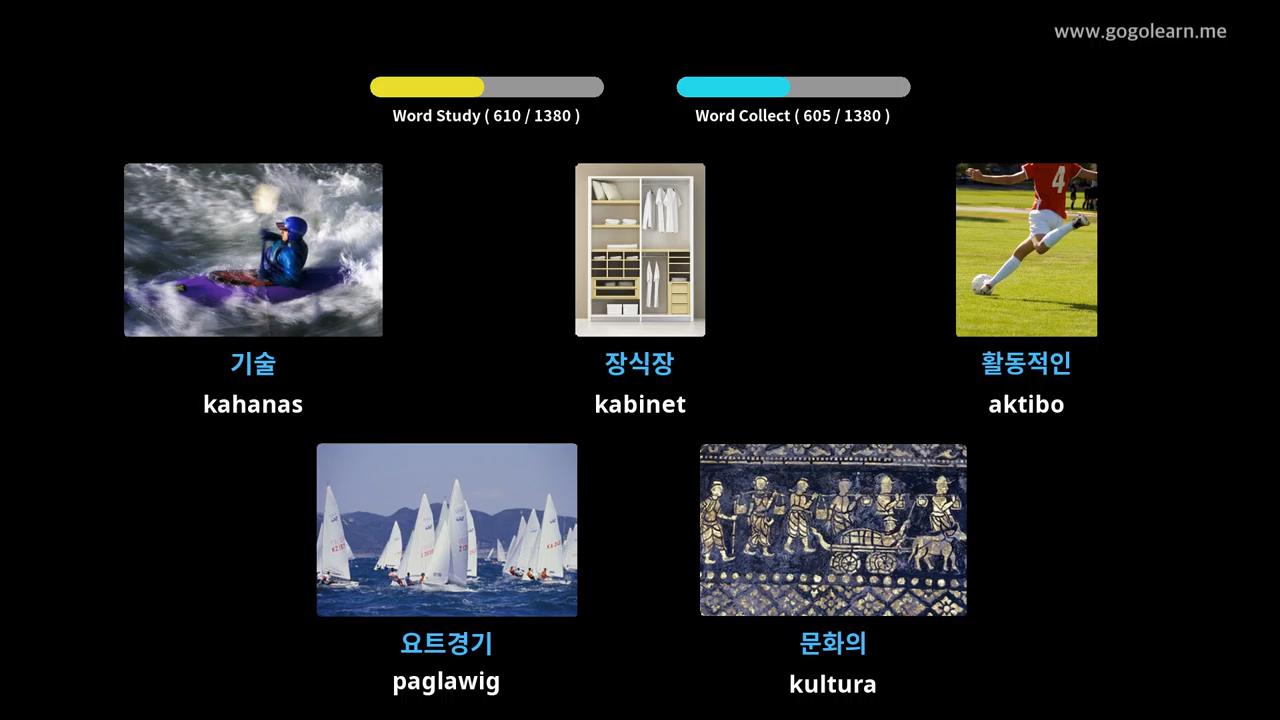 www.gogolearn.me
Word Study ( 610 / 1380 )
Word Collect ( 605 / 1380 )
기술
kahanas
장식장
kabinet
활동적인
aktibo
요트경기
paglawig
문화의
kultura
4